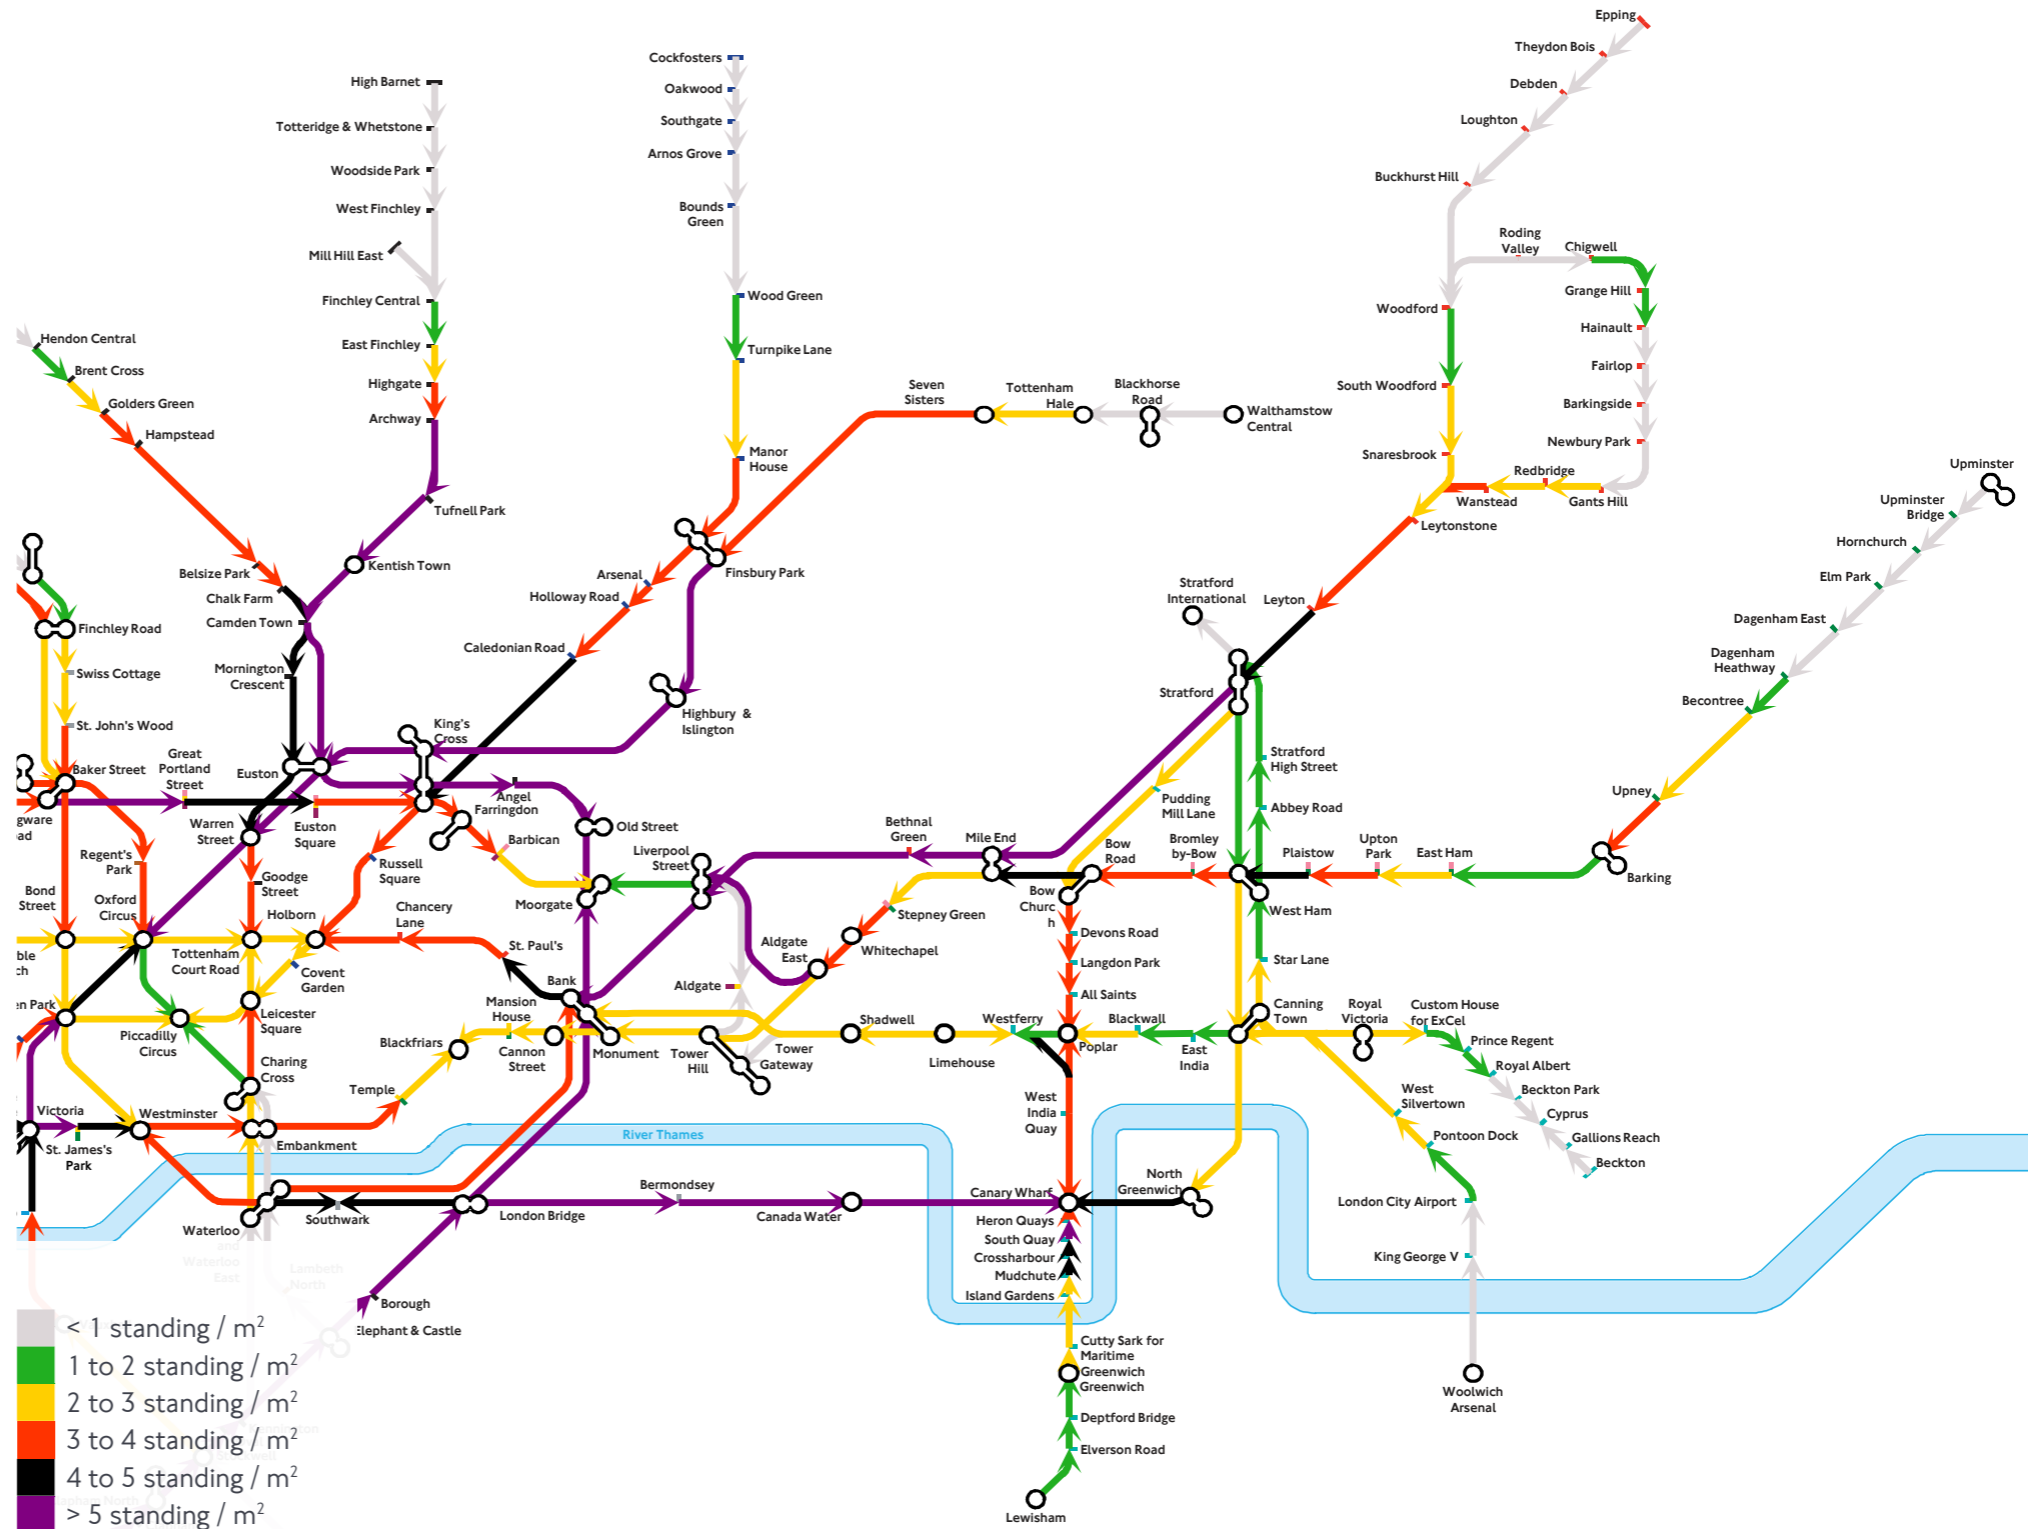 Epping
Theydon Bois
Debden
Loughton
Buckhurst Hill
Cockfosters
Oakwood
Southgate
Arnos Grove
Bounds
Green
High Barnet
Totteridge & Whetstone
Woodside Park
West Finchley
Mill Hill East
Finchley Central
East Finchley
Highgate
Archway
Wood Green
Turnpike Lane
Manor
House
Roding
Valley
Chigwell
Grange Hill
Hainault
Fairlop
Barkingside
Newbury Park
Woodford
South Woodford
Snaresbrook
Redbridge
Wanstead
Gants Hill
Leytonstone
Hendon Central
Brent Cross
Golders Green
Hampstead
Seven
Sisters
Tottenham
Hale
Blackhorse
Road
Walthamstow
Central
Upminster
Upminster
Bridge
Hornchurch
Elm Park
Dagenham East
Dagenham
Heathway
Becontree
Upney
Barking
Tufnell Park
Kentish Town
Belsize Park
Chalk Farm
Camden Town
Mornington
Crescent
Arsenal
Holloway Road
Caledonian Road
Finsbury Park
Highbury &
Islington
Stratford
International
Leyton
Stratford
Stratford
High Street
Abbey Road
Pudding
Mill Lane
Finchley Road
Swiss Cottage
St. John's Wood
Baker Street
Great
Portland
Street
Euston
King's
Cross
Angel
Farringdon
Warren
Street
Euston
Square
Barbican
Old Street
Liverpool
Street
Bethnal
Green
Mile End
Bow
Road
Bromley
by-Bow
Plaistow
Upton
Park
East Ham
gware
ad
Regent's
Park
Russell
Square
Goodge
Street
Moorgate
Bond
Street
Oxford
Circus
Holborn
Chancery
Lane
St. Paul's
Stepney Green
Whitechapel
Aldgate
East
Bow
Churc
h
Devons Road
Langdon Park
All Saints
West Ham
Star Lane
ble
ch
Tottenham
Court Road
Covent
Garden
Leicester
Square
Bank
Mansion
House
Aldgate
en Park
Piccadilly
Circus
Charing
Cross
Blackfriars
Cannon
Street
Monument
Tower
Hill
Tower
Gateway
Shadwell
Limehouse
Westferry
Poplar
Blackwall
East
India
Canning
Town
Royal
Victoria
Custom House
for ExCel
Prince Regent
Royal Albert
Beckton Park
Cyprus
Gallions Reach
Beckton
Temple
Victoria
St. James's
Park
Westminster
Embankment
River Thames
West
India
Quay
West
Silvertown
Pontoon Dock
London City Airport
King George V
Woolwich
Arsenal
North
Greenwich
Waterloo
and
Waterloo
East
Lambeth
North
Southwark
London Bridge
Bermondsey
Canada Water
Canary Wharf
Heron Quays
South Quay
Crossharbour
Mudchute
Island Gardens
Cutty Sark for
Maritime
Greenwich
Greenwich
Deptford Bridge
Elverson Road
Lewisham
Borough
Elephant & Castle
< 1 standing / m²
1 to 2 standing / m²
2 to 3 standing / m²
3 to 4 standing / m²
4 to 5 standing / m²
> 5 standing / m²